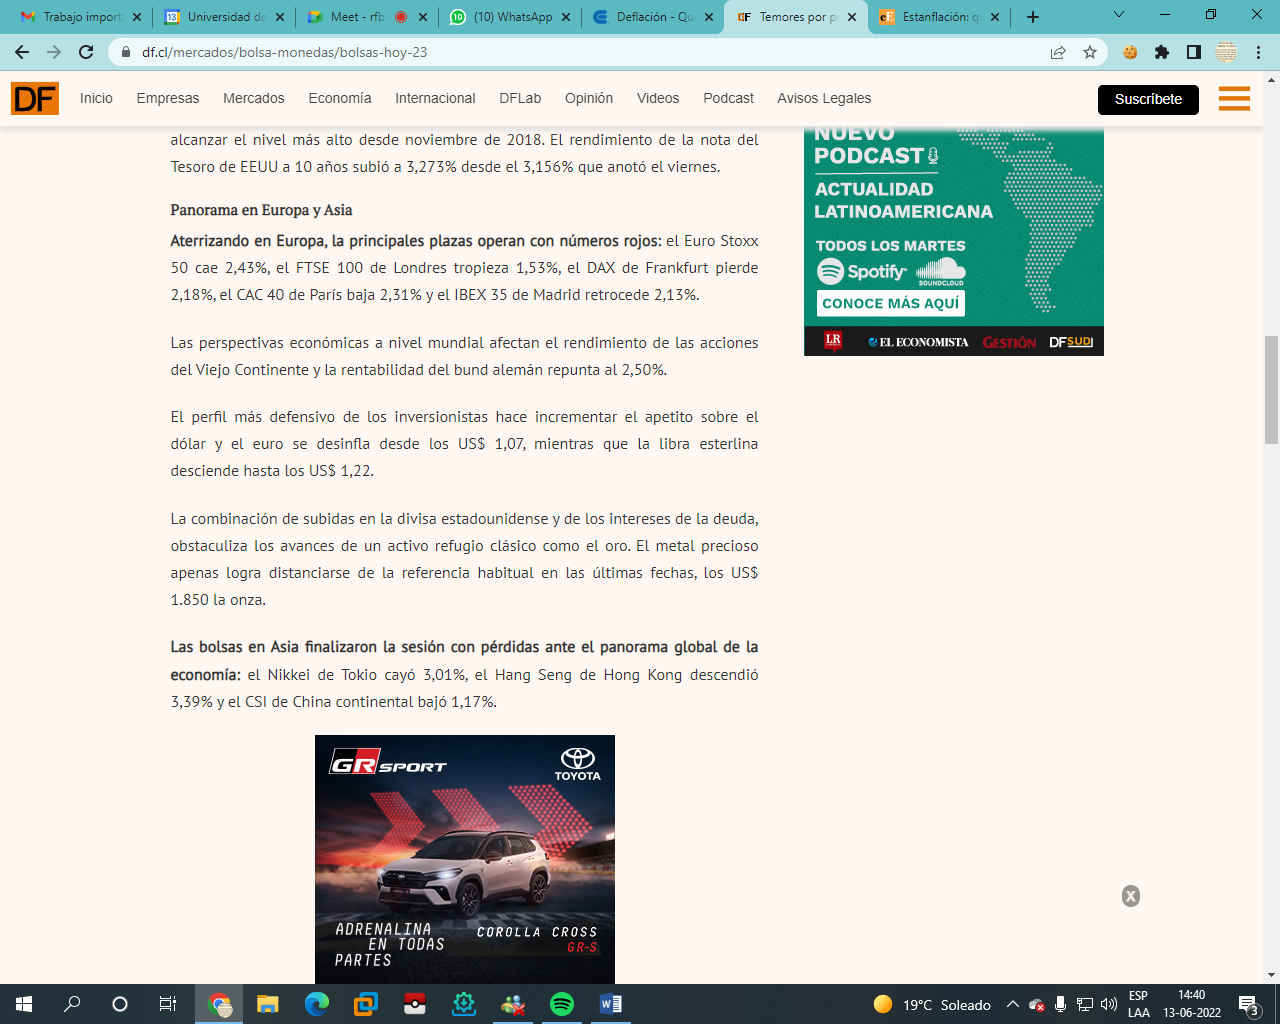 Trabajo import
Universidad de
Meet - rfb
(10) WhatsApp
Deflación - Qu
Temores por p
Estanflación: q
df.cl/mercados/bolsa-monedas/bolsas-hoy-23
DF
Inicio
Empresas
Mercados
Economía
Internacional
DFLab
Opinión
Videos
Podcast
Avisos Legales
Suscríbete
alcanzar el nivel más alto desde noviembre de 2018. El rendimiento de la nota del
Tesoro de EEUU a 10 años subió a 3,273% desde el 3,156% que anotó el viernes.
Panorama en Europa y Asia
Aterrizando en Europa, la principales plazas operan con números rojos: el Euro Stoxx
50 cae 2,43%, el FTSE 100 de Londres tropieza 1,53%, el DAX de Frankfurt pierde
2,18%, el CAC 40 de París baja 2,31% y el IBEX 35 de Madrid retrocede 2,13%.
Las perspectivas económicas a nivel mundial afectan el rendimiento de las acciones
del Viejo Continente y la rentabilidad del bund alemán repunta al 2,50%.
El perfil más defensivo de los inversionistas hace incrementar el apetito sobre el
dólar y el euro se desinfla desde los US$ 1,07, mientras que la libra esterlina
desciende hasta los US$ 1,22.
La combinación de subidas en la divisa estadounidense y de los intereses de la deuda,
obstaculiza los avances de un activo refugio clásico como el oro. El metal precioso
apenas logra distanciarse de la referencia habitual en las últimas fechas, los US$
1.850 la onza.
Las bolsas en Asia finalizaron la sesión con pérdidas ante el panorama global de la
economía: el Nikkei de Tokio cayó 3,01%, el Hang Seng de Hong Kong descendió
3,39% y el CSI de China continental bajó 1,17%.
NUEVO
PODCAST
ACTUALIDAD
LATINOAMERICANA
TODOS LOS MARTES
Spotify
SOUNDCLOUD
CONOCE MÁS AQUÍ
LR
EL ECONOMISTA
GESTIÓN
DFSUD
GR SPORT
TOYOTA
ADRENALINA
EN TODAS
PARTES
COROLLA CROSS
GR-S
X
19°C Soleado
ESP
LAA
14:40
13-06-2022
3